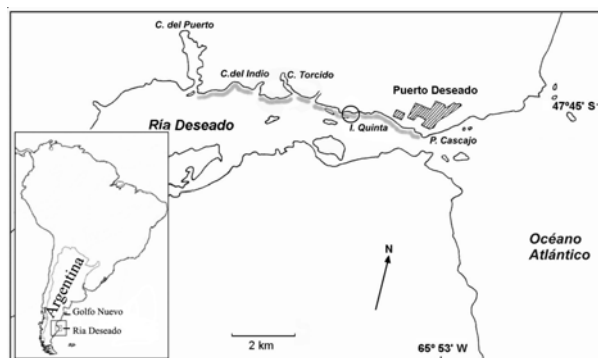 C. del Puerto
C.del Indio
C. Torcido
Puerto Deseado
47°45' S
Ría Deseado
I. Quinta
P. Cascajo
Argentina
Golfo Nuevo
Ría Deseado
N
Océano
Atlántico
2 km
65° 53' W